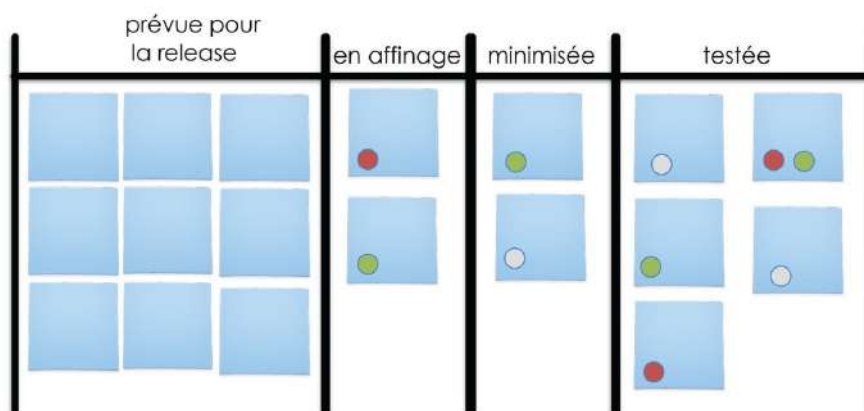 prévue pour
la release
en affinage
minimisée
testée